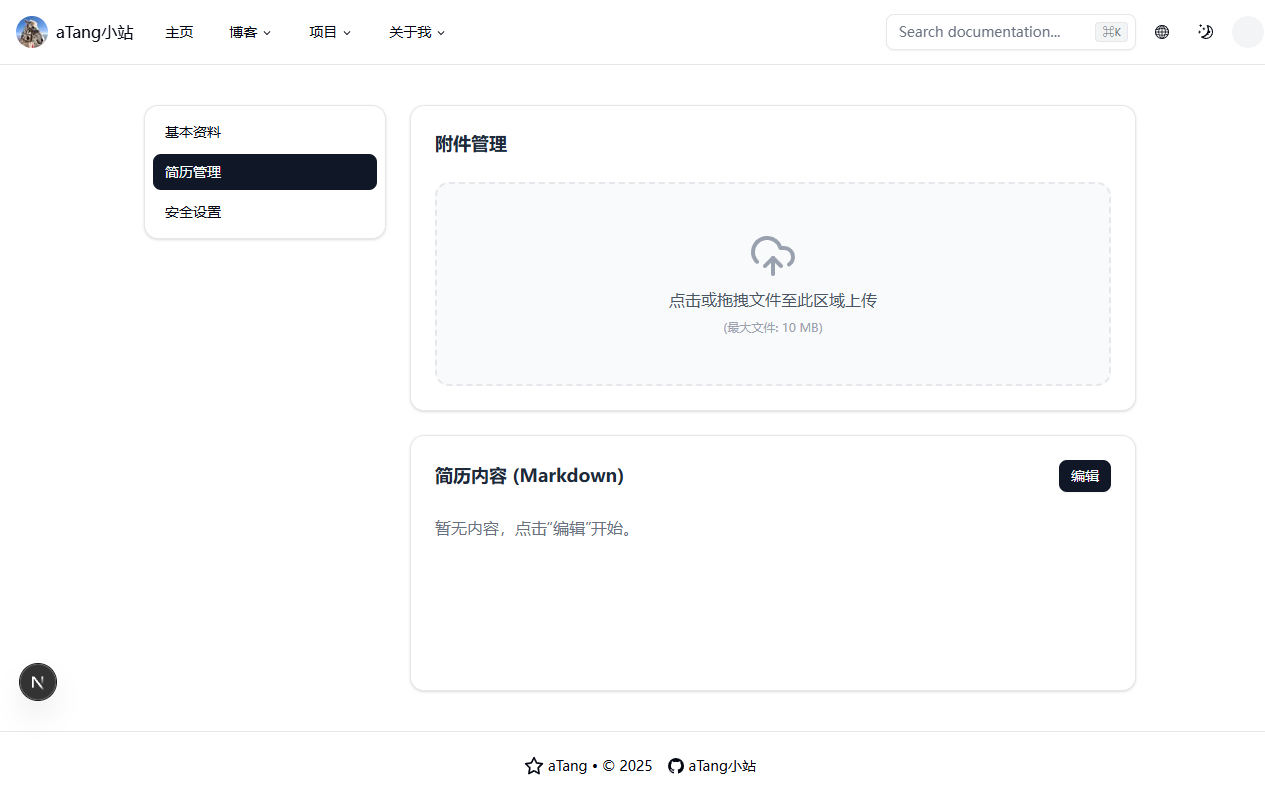 aTang小站 主页 博客 项目 关于我 Search documentation... ⌘K
基本资料
简历管理
安全设置
附件管理
点击或拖拽文件至此区域上传
(最大文件: 10 MB)
简历内容 (Markdown) 编辑
暂无内容，点击“编辑”开始。
N
aTang • © 2025 aTang小站